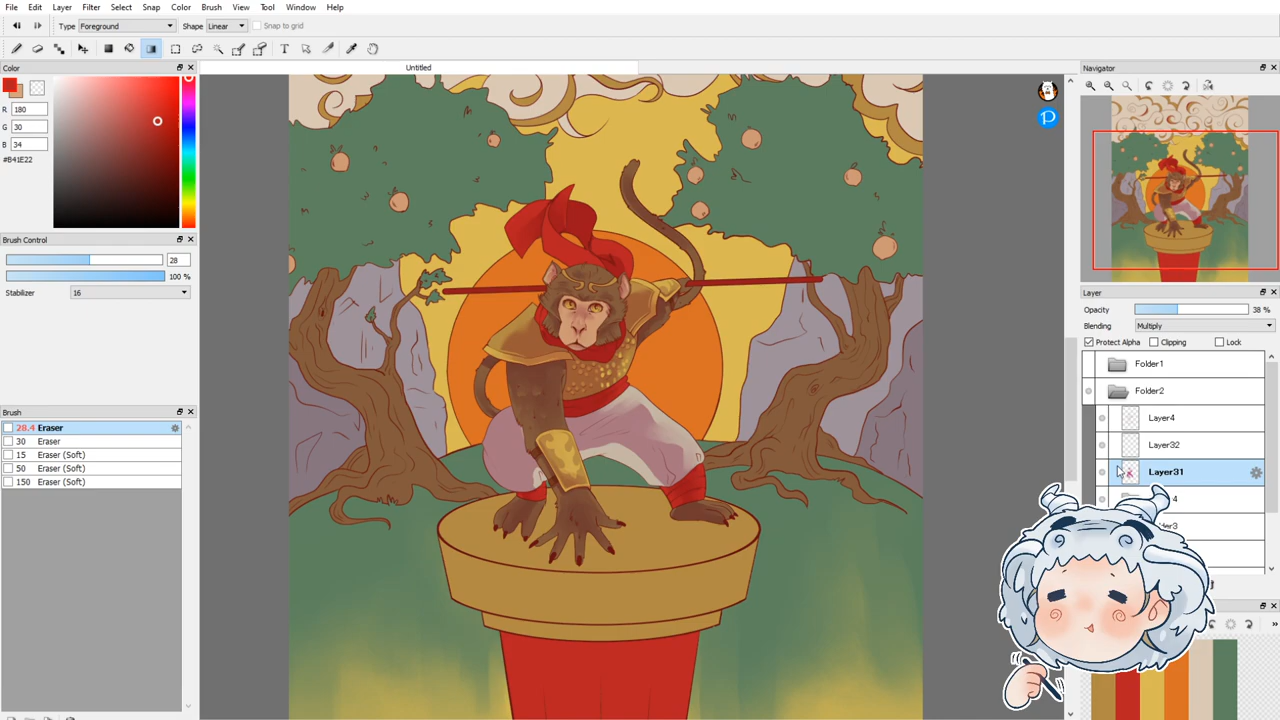 File Edit Layer Filter Select Snap Color Brush View Tool Window Help
Type Foreground Shape Linear Snap to grid
Untitled
Color
R 180
G 30
B 34
#B41E22
Brush Control
28
100 %
Stabilizer 16
Brush
28.4 Eraser
30 Eraser
15 Eraser (Soft)
50 Eraser (Soft)
150 Eraser (Soft)
Navigator
Layer
Opacity 38 %
Blending Multiply
Protect Alpha Clipping Lock
Folder1
Folder2
Layer4
Layer32
Layer31
4